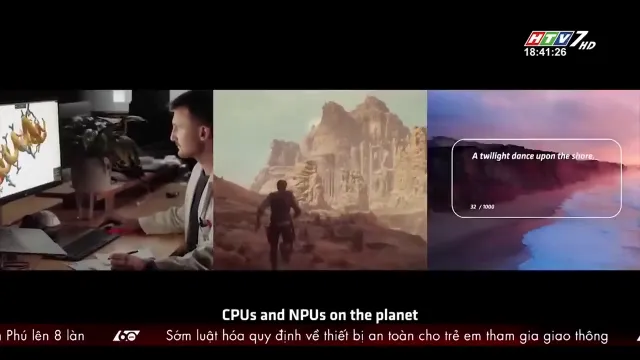 HTV7 HD
18:41:26
A twilight dance upon the shore.
32 / 1000
CPUs and NPUs on the planet
Phú lên 8 làn
60
Sớm luật hóa quy định về thiết bị an toàn cho trẻ em tham gia giao thông